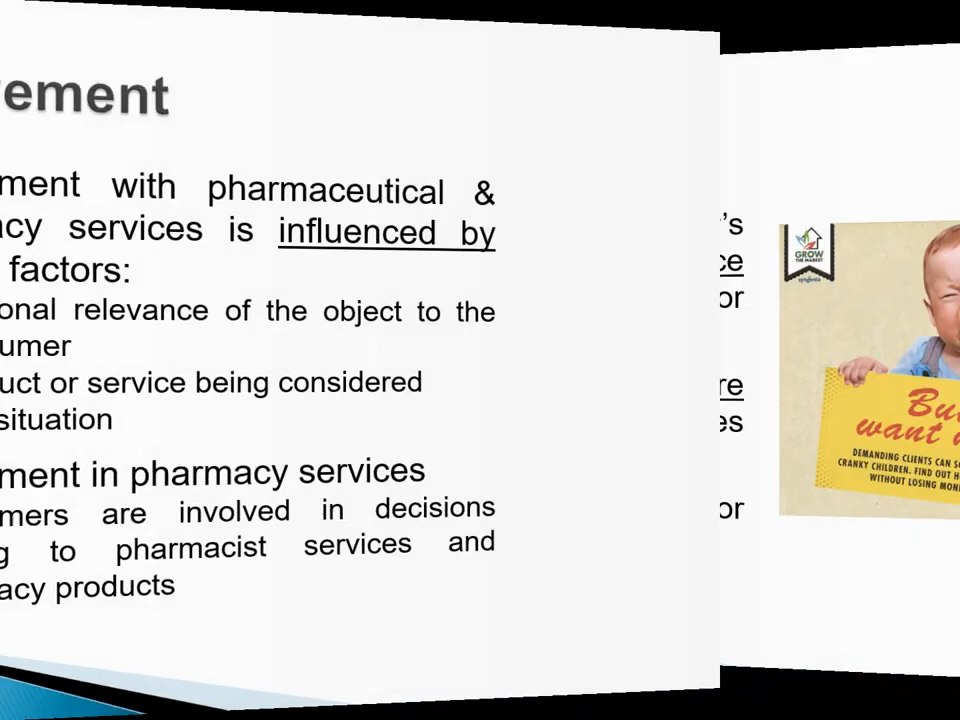 ement
ment with pharmaceutical &
acy services is influenced by
factors:
onal relevance of the object to the
umer
uct or service being considered
situation
ment in pharmacy services
mers are involved in decisions
g to pharmacist services and
acy products
’s
ce
or
re
es
or
GROW
THE MARKET
syngenta
Bu
want
DEMANDING CLIENTS CAN S
CRANKY CHILDREN. FIND OUT H
WITHOUT LOSING MON